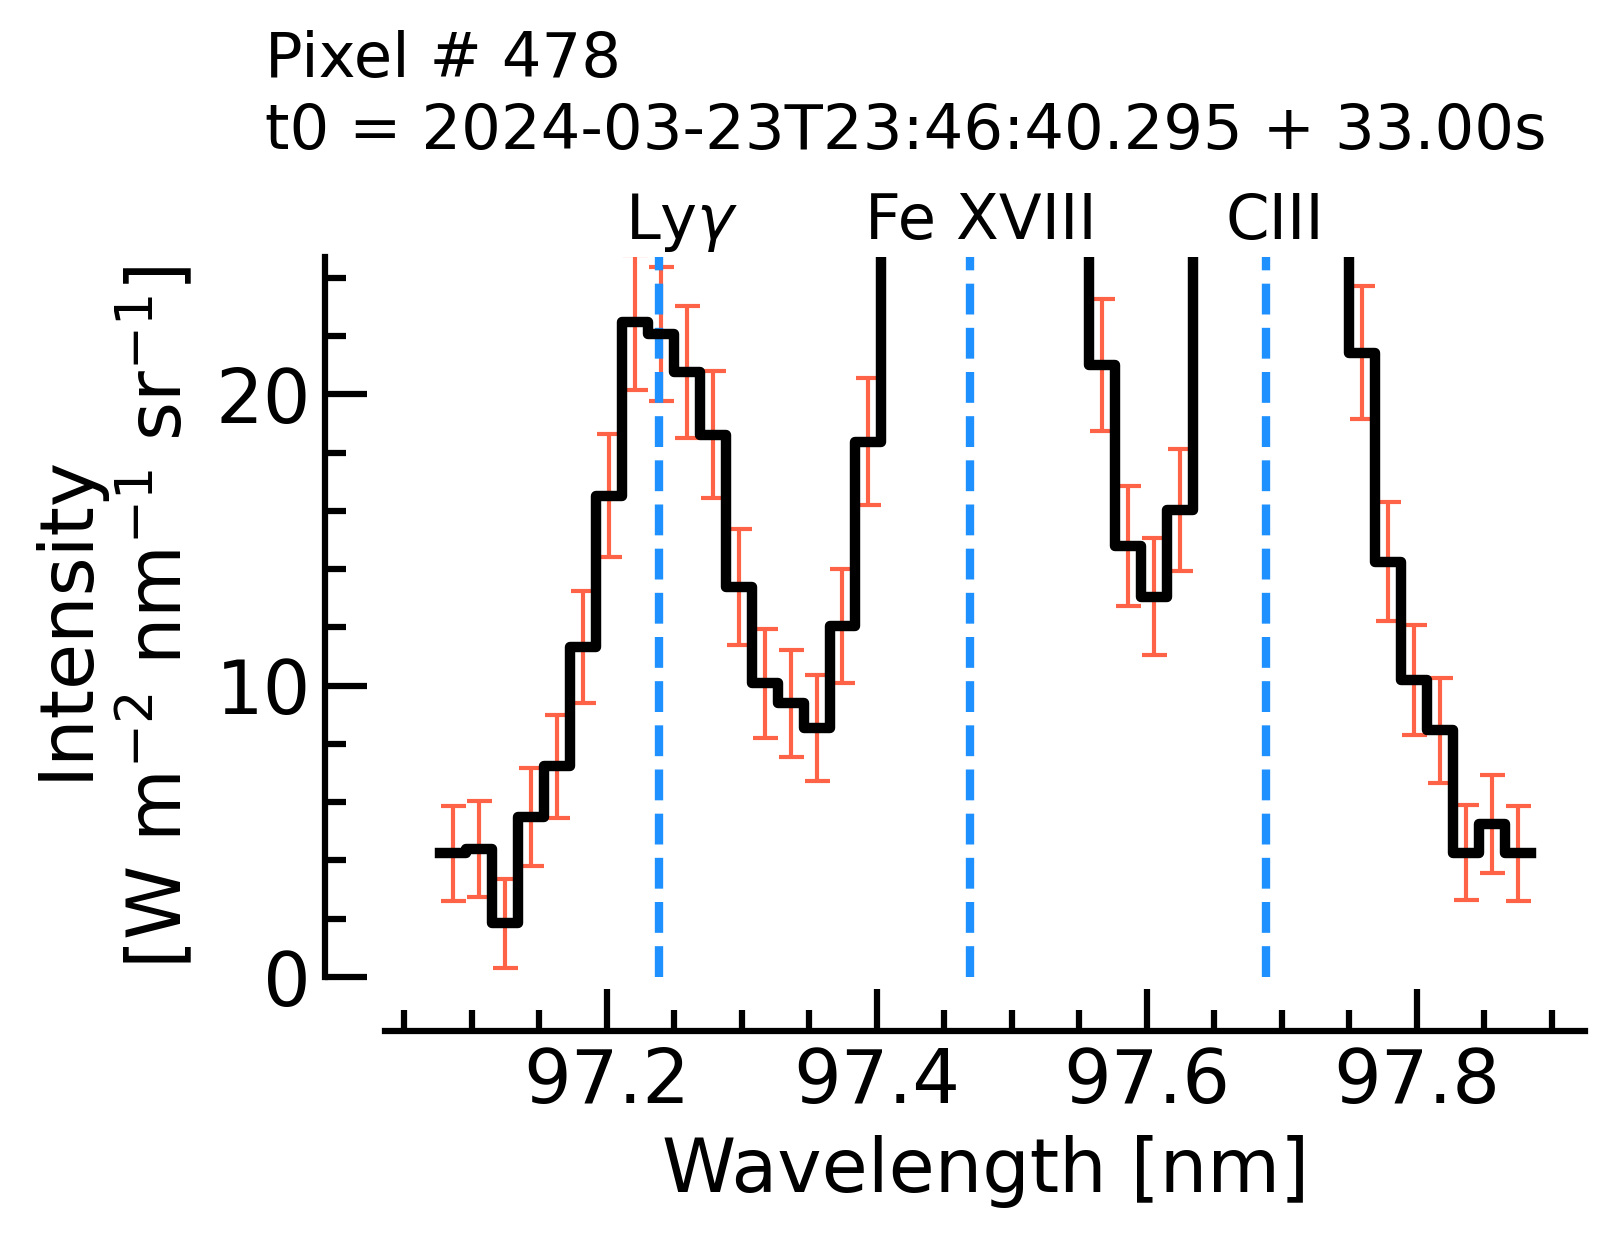 Pixel # 478
t0 = 2024-03-23T23:46:40.295 + 33.00s
Lyγ Fe XVIII CIII
Intensity
[W m⁻² nm⁻¹ sr⁻¹]
20
10
0
97.2 97.4 97.6 97.8
Wavelength [nm]